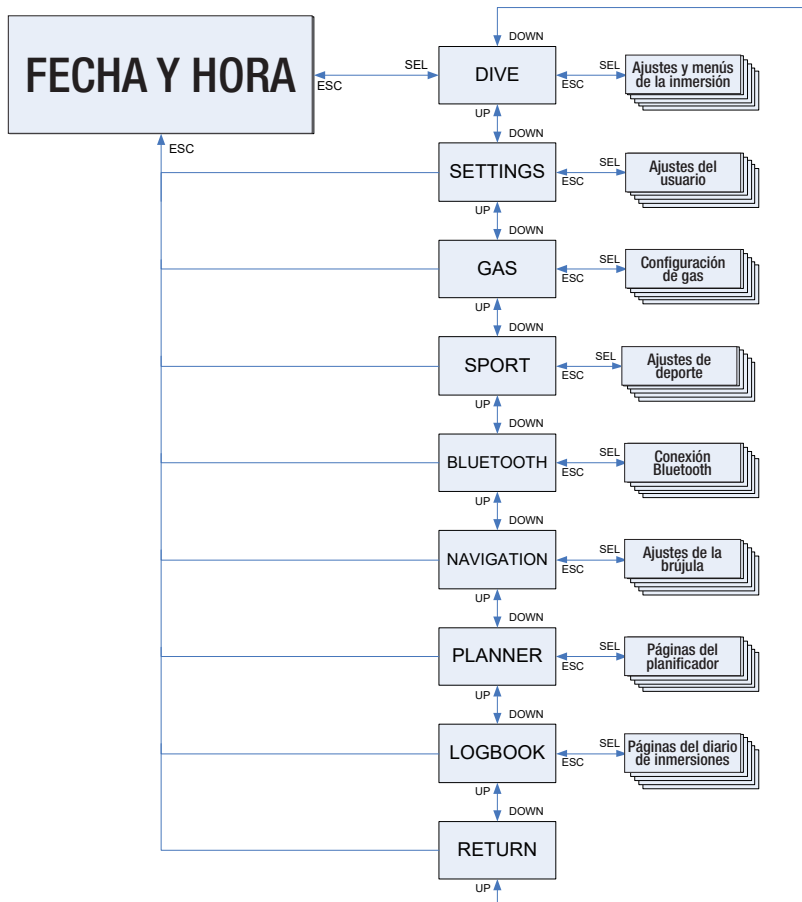 DOWN
FECHA Y HORA
SEL
ESC
DIVE
SEL
ESC
Ajustes y menús
de la inmersión
UP
DOWN
ESC
SETTINGS
SEL
ESC
Ajustes del
usuario
UP
DOWN
GAS
SEL
ESC
Configuración
de gas
UP
DOWN
SPORT
SEL
ESC
Ajustes de
deporte
UP
DOWN
BLUETOOTH
SEL
ESC
Conexión
Bluetooth
UP
DOWN
NAVIGATION
SEL
ESC
Ajustes de la
brújula
UP
DOWN
PLANNER
SEL
ESC
Páginas del
planificador
UP
DOWN
LOGBOOK
SEL
ESC
Páginas del diario
de inmersiones
UP
DOWN
RETURN
UP